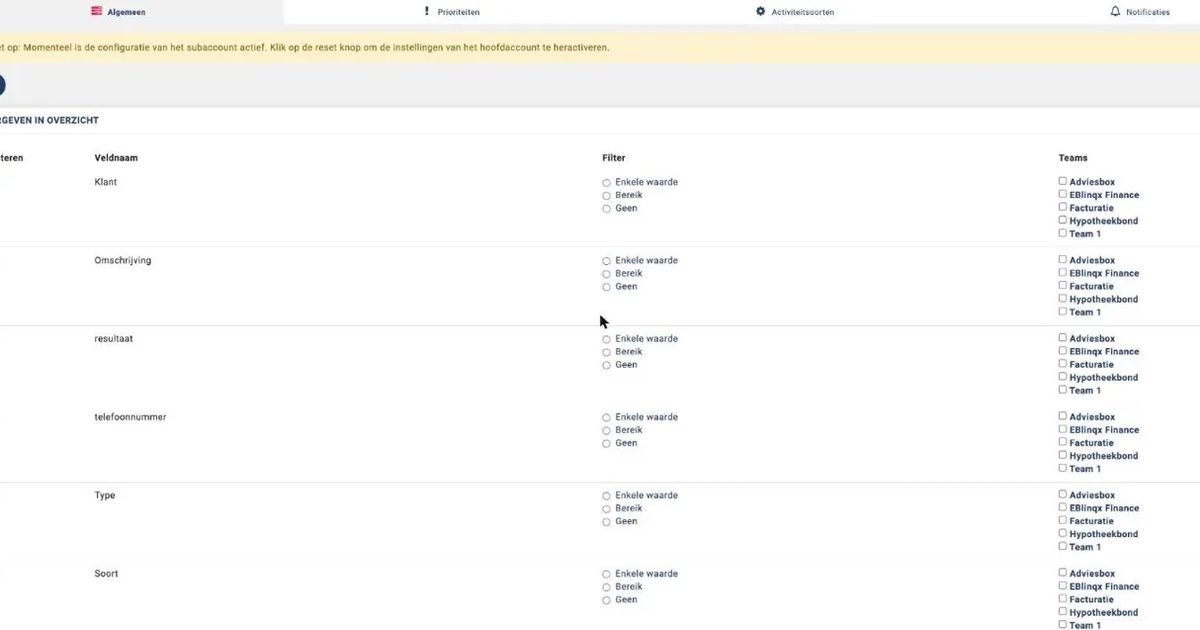 Algemeen
Prioriteiten
Activiteitsoorten
Notificaties
t op: Momenteel is de configuratie van het subaccount actief. Klik op de reset knop om de instellingen van het hoofdaccount te heractiveren.
GEVEN IN OVERZICHT
teren Veldnaam Filter Teams
Klant
Enkele waarde
Bereik
Geen
Adviesbox
EBlinqx Finance
Facturatie
Hypotheekbond
Team 1
Omschrijving
Enkele waarde
Bereik
Geen
Adviesbox
EBlinqx Finance
Facturatie
Hypotheekbond
Team 1
resultaat
Enkele waarde
Bereik
Geen
Adviesbox
EBlinqx Finance
Facturatie
Hypotheekbond
Team 1
telefoonnummer
Enkele waarde
Bereik
Geen
Adviesbox
EBlinqx Finance
Facturatie
Hypotheekbond
Team 1
Type
Enkele waarde
Bereik
Geen
Adviesbox
EBlinqx Finance
Facturatie
Hypotheekbond
Team 1
Soort
Enkele waarde
Bereik
Geen
Adviesbox
EBlinqx Finance
Facturatie
Hypotheekbond
Team 1